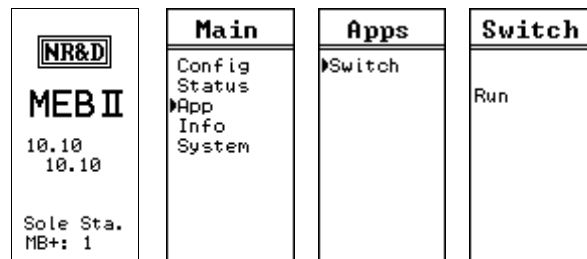 NR&D
MEB II
10.10
10.10
Sole Sta.
MB+: 1
Main
Config
Status
App
Info
System
Apps
Switch
Switch
Run